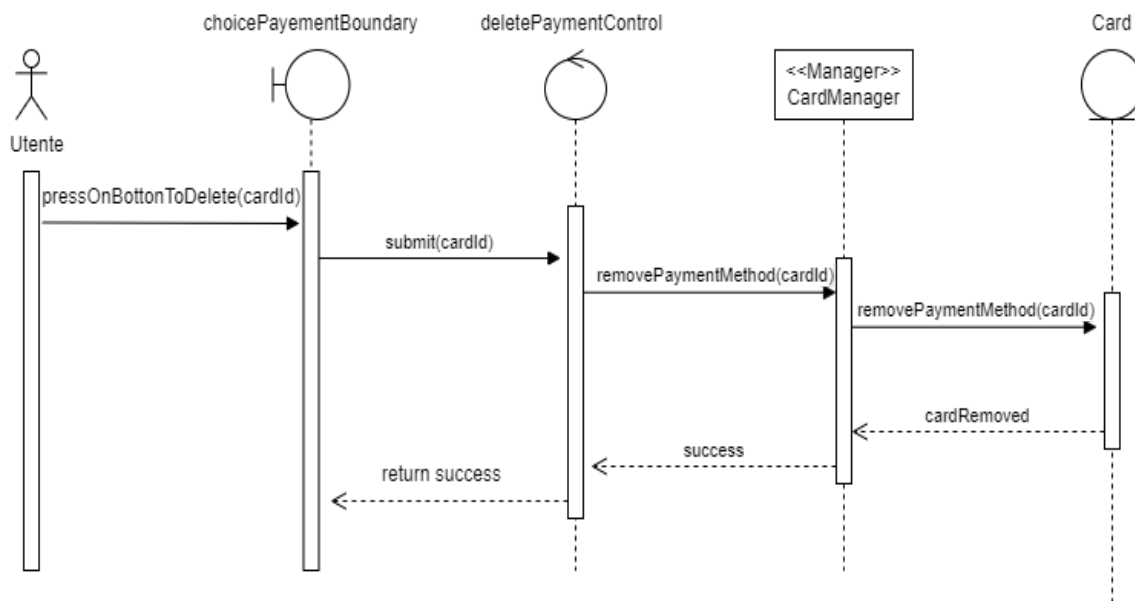 choicePayementBoundary
deletePaymentControl
Card
<<Manager>>
CardManager
Utente
pressOnBottonToDelete(cardId)
submit(cardId)
removePaymentMethod(cardId)
removePaymentMethod(cardId)
cardRemoved
success
return success